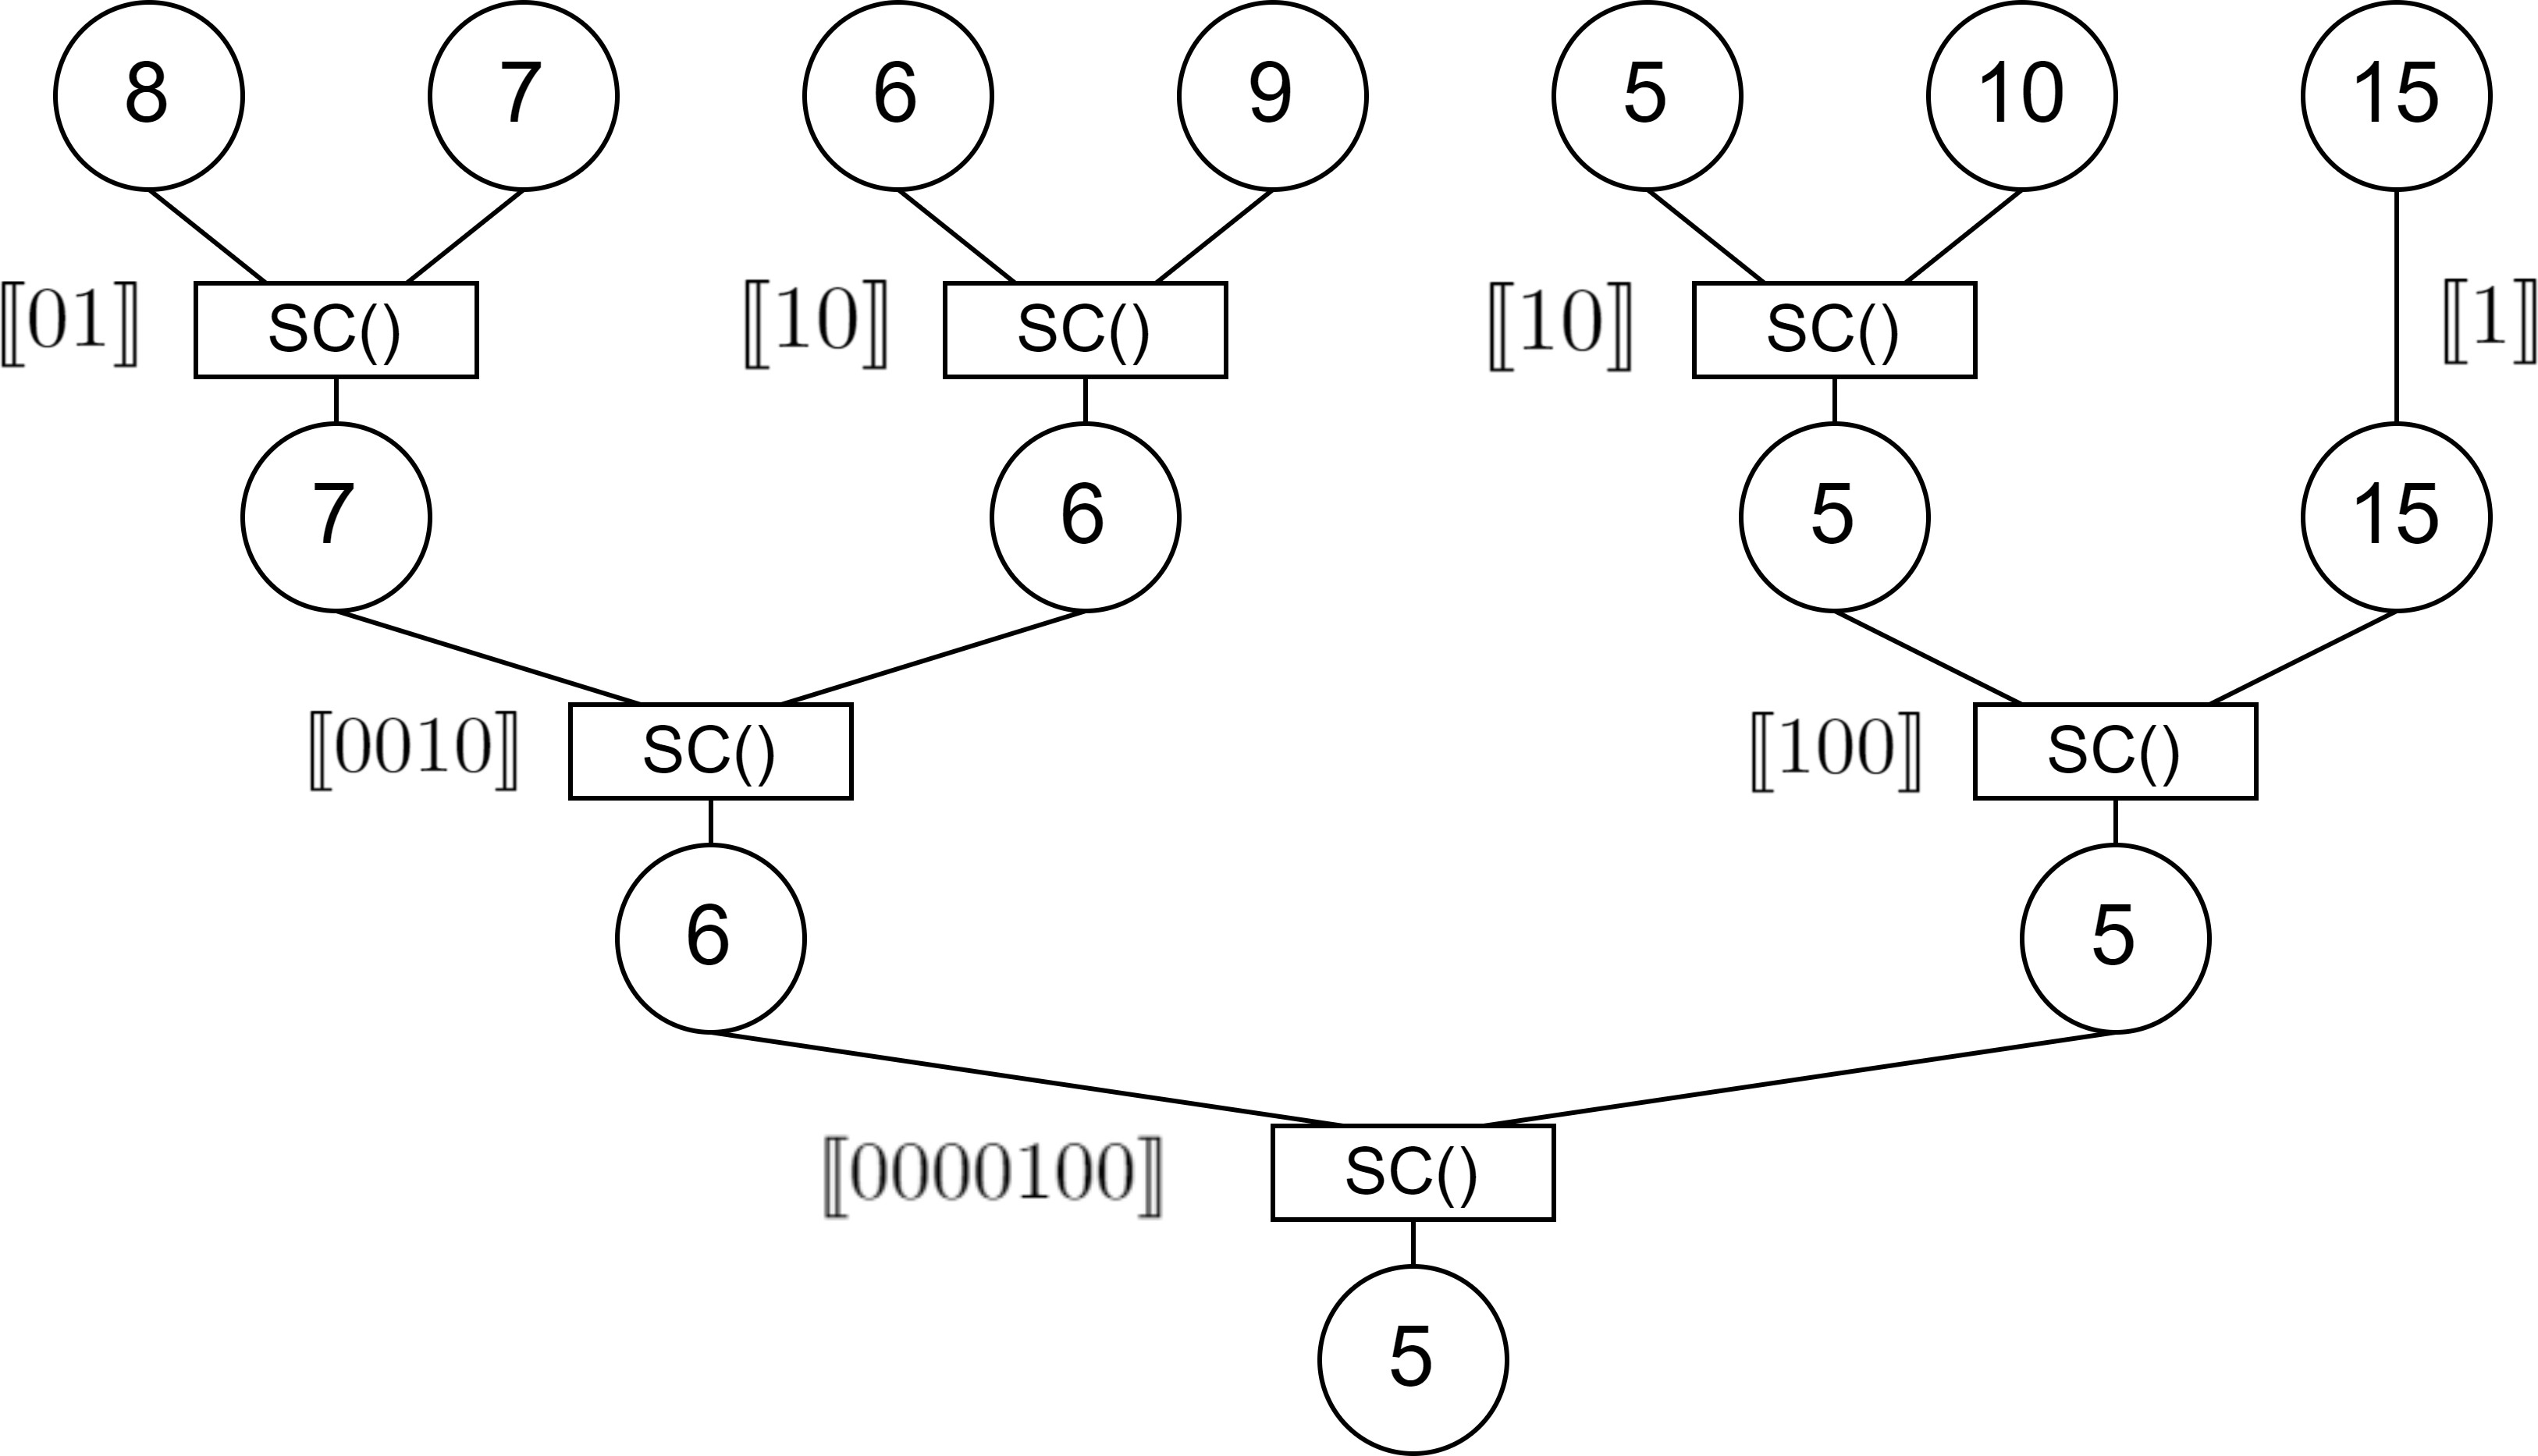 8 7 6 9 5 10 15
⟦01⟧ SC() ⟦10⟧ SC() ⟦10⟧ SC() ⟦1⟧
7 6 5 15
⟦0010⟧ SC() ⟦100⟧ SC()
6 5
⟦0000100⟧ SC()
5